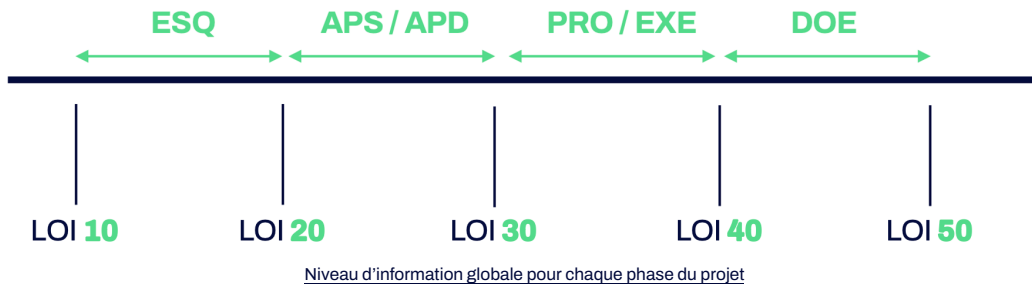 ESQ APS / APD PRO / EXE DOE
LOI 10 LOI 20 LOI 30 LOI 40 LOI 50
Niveau d'information globale pour chaque phase du projet